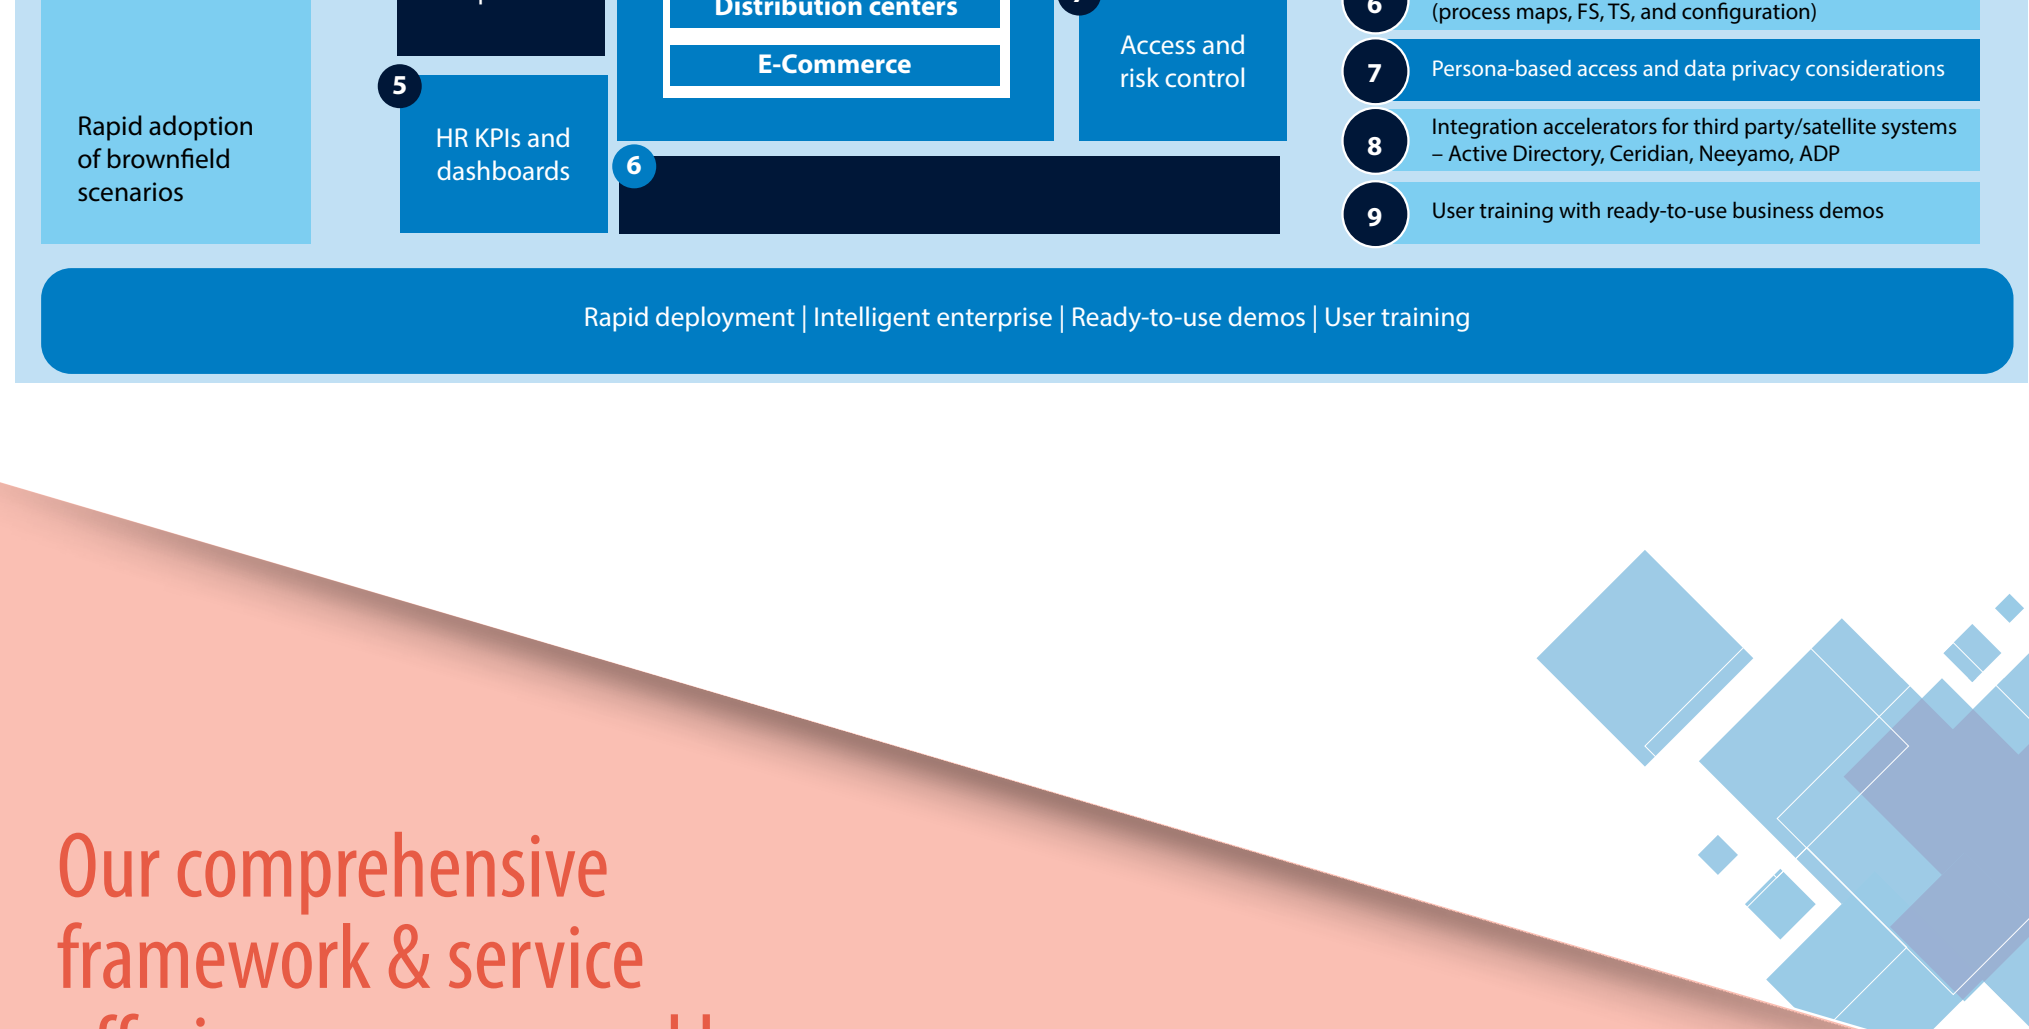 Distribution centers
E-Commerce
Access and
risk control
5
HR KPIs and
dashboards
6
Rapid adoption
of brownfield
scenarios
6
(process maps, FS, TS, and configuration)
7
Persona-based access and data privacy considerations
8
Integration accelerators for third party/satellite systems
– Active Directory, Ceridian, Neeyamo, ADP
9
User training with ready-to-use business demos
Rapid deployment | Intelligent enterprise | Ready-to-use demos | User training
Our comprehensive
framework & service